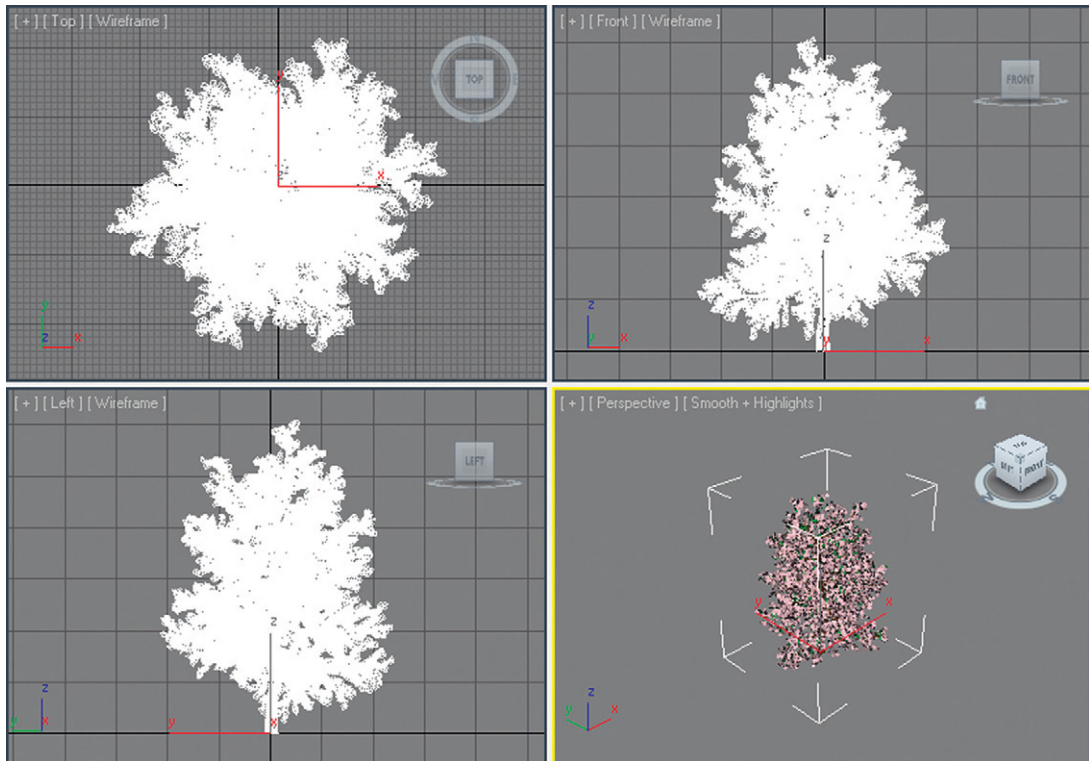 [ + ] [ Top ] [ Wireframe ]
TOP
y
x
y
z
x
[ + ] [ Front ] [ Wireframe ]
FRONT
z
y
x
z
y
x
[ + ] [ Left ] [ Wireframe ]
LEFT
z
y
x
z
y
x
[ + ] [ Perspective ] [ Smooth + Highlights ]
FRONT
y
x
z
y
x